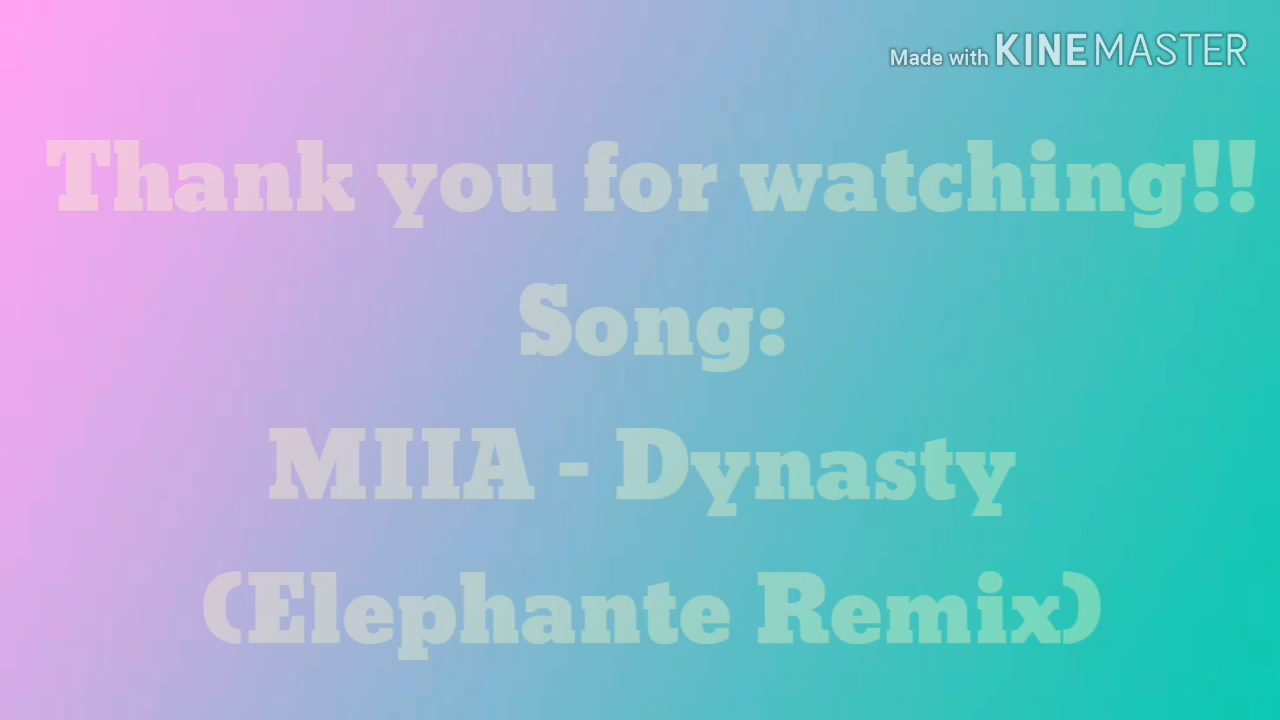 Made with KINEMASTER
Thank you for watching!!
Song:
MIIA - Dynasty
(Elephante Remix)